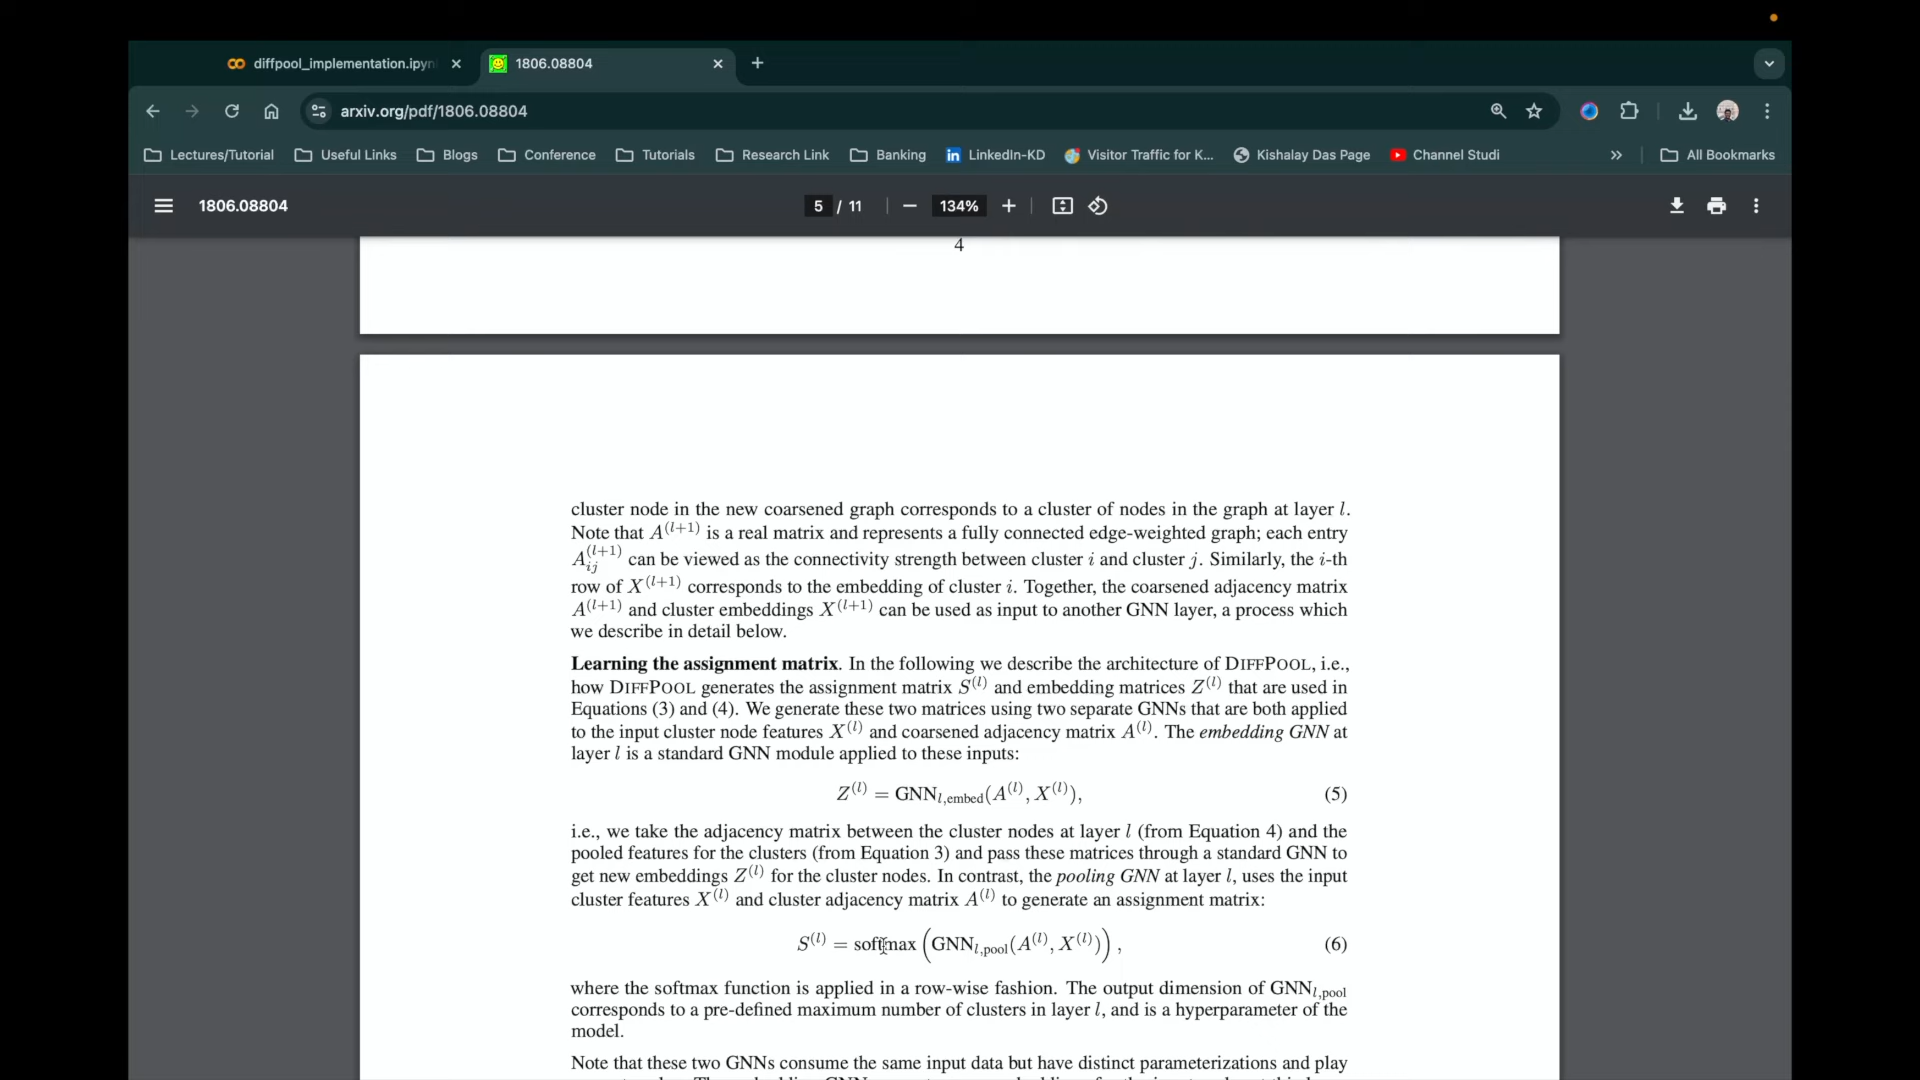 diffpool_implementation.ipyn
1806.08804
arxiv.org/pdf/1806.08804
Lectures/Tutorial
Useful Links
Blogs
Conference
Tutorials
Research Link
Banking
LinkedIn-KD
Visitor Traffic for K...
Kishalay Das Page
Channel Studi
All Bookmarks
1806.08804
5 / 11
134%
4
cluster node in the new coarsened graph corresponds to a cluster of nodes in the graph at layer l.
Note that A^(l+1) is a real matrix and represents a fully connected edge-weighted graph; each entry
A_ij^(l+1) can be viewed as the connectivity strength between cluster i and cluster j. Similarly, the i-th
row of X^(l+1) corresponds to the embedding of cluster i. Together, the coarsened adjacency matrix
A^(l+1) and cluster embeddings X^(l+1) can be used as input to another GNN layer, a process which
we describe in detail below.
Learning the assignment matrix. In the following we describe the architecture of DIFFPOOL, i.e.,
how DIFFPOOL generates the assignment matrix S^(l) and embedding matrices Z^(l) that are used in
Equations (3) and (4). We generate these two matrices using two separate GNNs that are both applied
to the input cluster node features X^(l) and coarsened adjacency matrix A^(l). The embedding GNN at
layer l is a standard GNN module applied to these inputs:
Z^(l) = GNN_l,embed(A^(l), X^(l)), (5)
i.e., we take the adjacency matrix between the cluster nodes at layer l (from Equation 4) and the
pooled features for the clusters (from Equation 3) and pass these matrices through a standard GNN to
get new embeddings Z^(l) for the cluster nodes. In contrast, the pooling GNN at layer l, uses the input
cluster features X^(l) and cluster adjacency matrix A^(l) to generate an assignment matrix:
S^(l) = softmax (GNN_l,pool(A^(l), X^(l))), (6)
where the softmax function is applied in a row-wise fashion. The output dimension of GNN_l,pool
corresponds to a pre-defined maximum number of clusters in layer l, and is a hyperparameter of the
model.
Note that these two GNNs consume the same input data but have distinct parameterizations and play